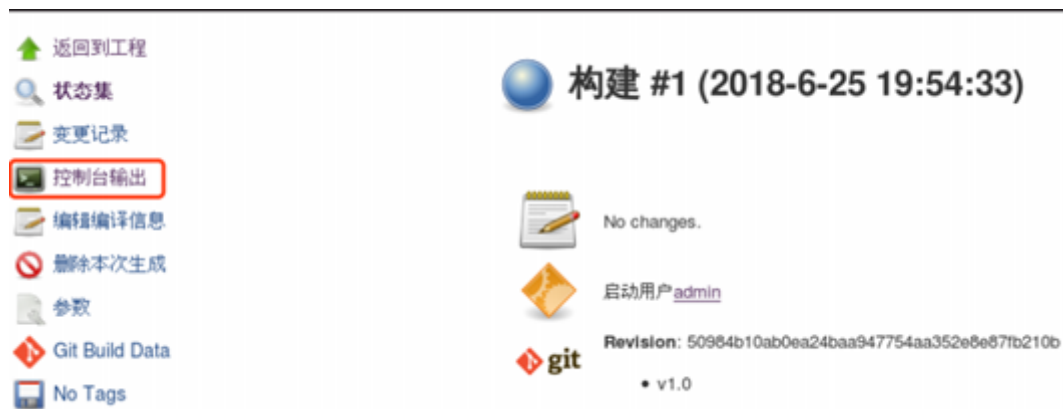 返回到工程
状态集
变更记录
控制台输出
编辑编译信息
删除本次生成
参数
Git Build Data
No Tags
构建 #1 (2018-6-25 19:54:33)
No changes.
启动用户admin
git
Revision: 50984b10ab0ea24baa947754aa352e8e87fb210b
• v1.0